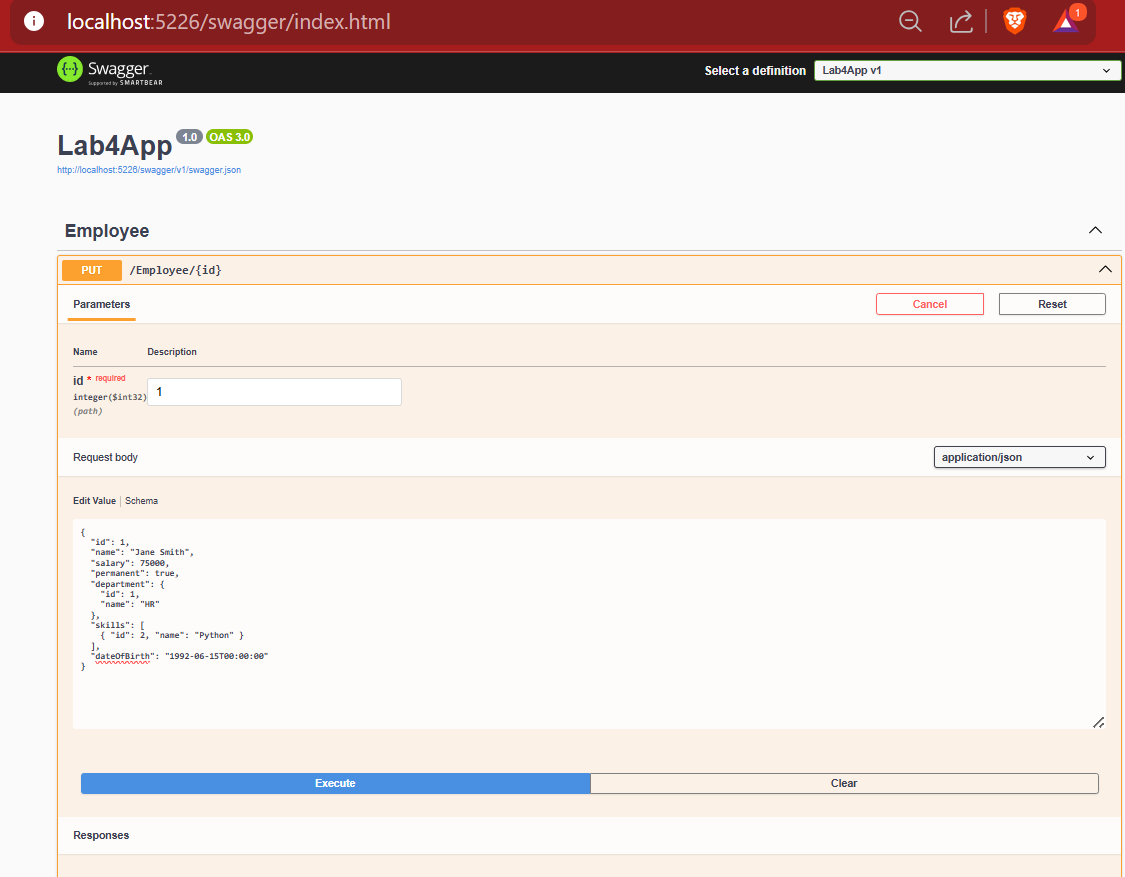 localhost:5226/swagger/index.html
1
Swagger
Supported by SMARTBEAR
Select a definition
Lab4App v1
Lab4App 1.0 OAS 3.0
http://localhost:5226/swagger/v1/swagger.json
Employee
PUT /Employee/{id}
Parameters
Cancel
Reset
Name Description
id * required
integer($int32)
(path)
1
Request body
application/json
Edit Value | Schema
{
  "id": 1,
  "name": "Jane Smith",
  "salary": 75000,
  "permanent": true,
  "department": {
    "id": 1,
    "name": "HR"
  },
  "skills": [
    { "id": 2, "name": "Python" }
  ],
  "dateOfBirth": "1992-06-15T00:00:00"
}
Execute
Clear
Responses